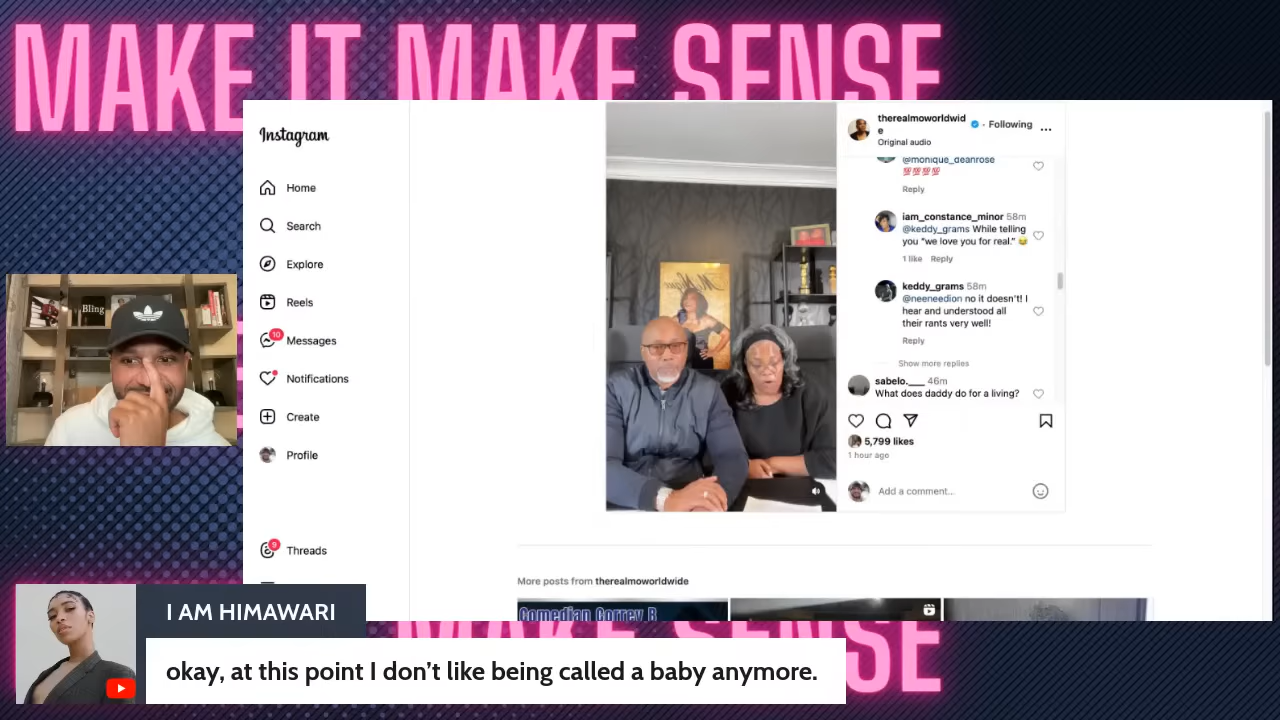 MAKE IT MAKE SENSE
Instagram
Home
Search
Explore
Reels
10
Messages
Notifications
Create
Profile
9
Threads
Bling
therealmoworldwid
e
• Following
...
Original audio
@monique_deanrose
💯💯💯💯
Reply
iam_constance_minor 58m
@keddy_grams While telling
you “we love you for real.” 😂
1 like Reply
keddy_grams 58m
@neeneedion no it doesn't! I
hear and understood all
their rants very well!
Reply
Show more replies
sabelo.___ 46m
What does daddy do for a living?
5,799 likes
1 hour ago
Add a comment...
More posts from therealmoworldwide
Comedian Correy B
MAKE SENSE
I AM HIMAWARI
okay, at this point I don’t like being called a baby anymore.